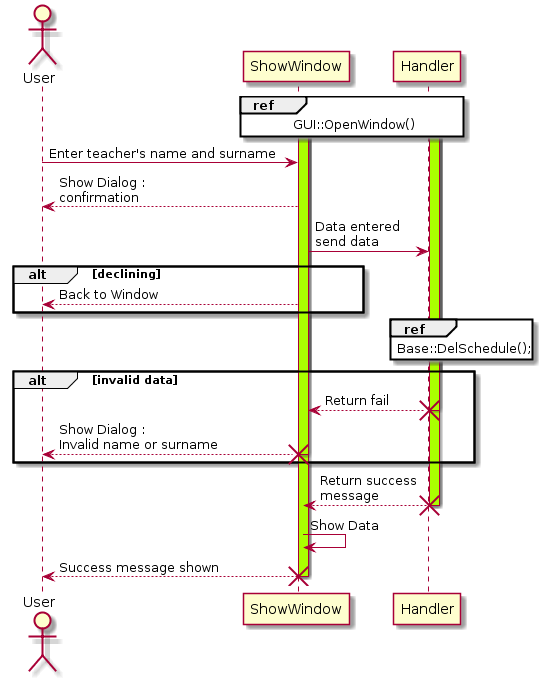 User
ShowWindow
Handler
ref
GUI::OpenWindow()
Enter teacher's name and surname
Show Dialog :
confirmation
Data entered
send data
alt [declining]
Back to Window
ref
Base::DelSchedule();
alt [invalid data]
Return fail
Show Dialog :
Invalid name or surname
Return success
message
Show Data
Success message shown
User
ShowWindow
Handler